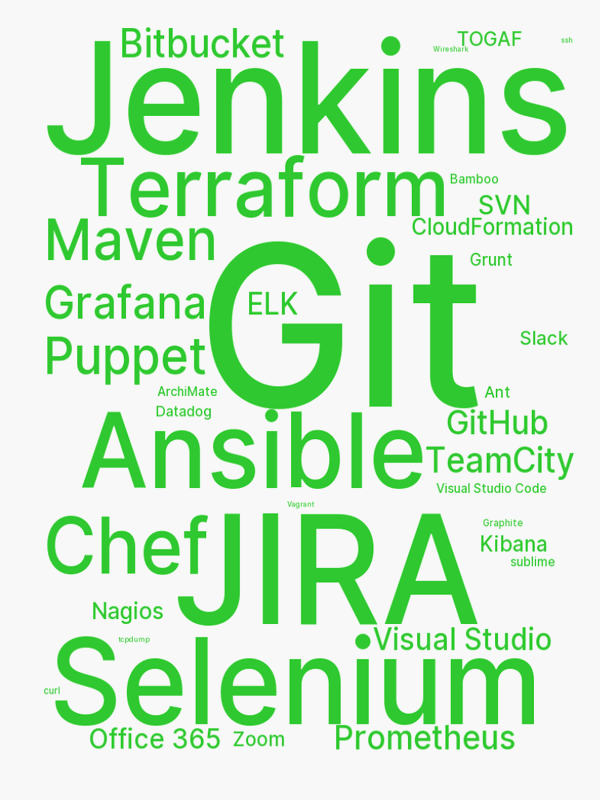 Bitbucket
TOGAF
ssh
Wireshark
Jenkins
Terraform
Bamboo
SVN
Maven
CloudFormation
Git
Grunt
Grafana
ELK
Slack
Puppet
ArchiMate
Ant
Datadog
GitHub
Ansible
TeamCity
Visual Studio Code
Vagrant
Chef
JIRA
Graphite
Kibana
sublime
Nagios
tcpdump
Visual Studio
Selenium
curl
Office 365
Zoom
Prometheus